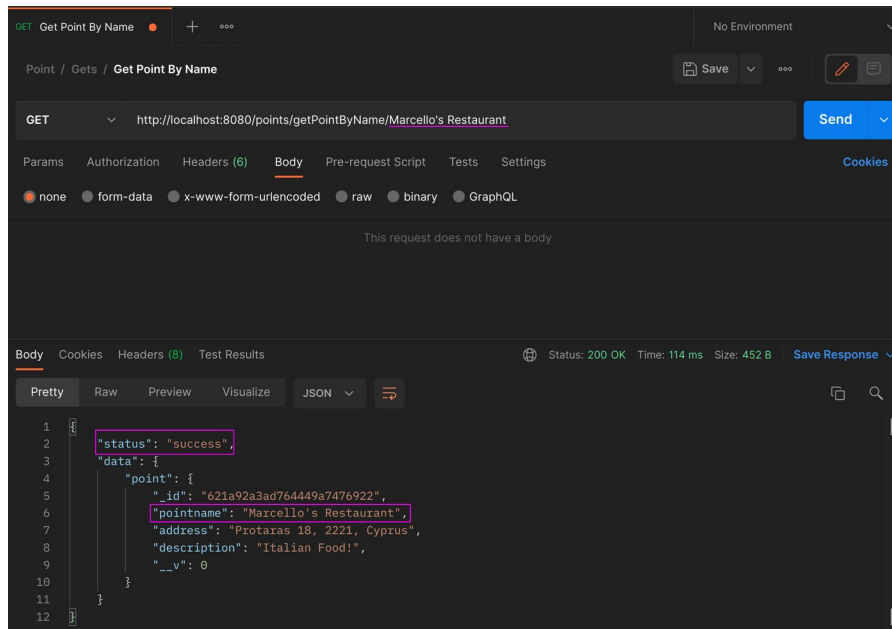 GET Get Point By Name No Environment
Point / Gets / Get Point By Name Save
GET http://localhost:8080/points/getPointByName/Marcello's Restaurant Send
Params Authorization Headers (6) Body Pre-request Script Tests Settings Cookies
none form-data x-www-form-urlencoded raw binary GraphQL
This request does not have a body
Body Cookies Headers (8) Test Results Status: 200 OK Time: 114 ms Size: 452 B Save Response
Pretty Raw Preview Visualize JSON
1 {
2 "status": "success",
3 "data": {
4 "point": {
5 "_id": "621a92a3ad764449a7476922",
6 "pointname": "Marcello's Restaurant",
7 "address": "Protaras 18, 2221, Cyprus",
8 "description": "Italian Food!",
9 "__v": 0
10 }
11 }
12 }